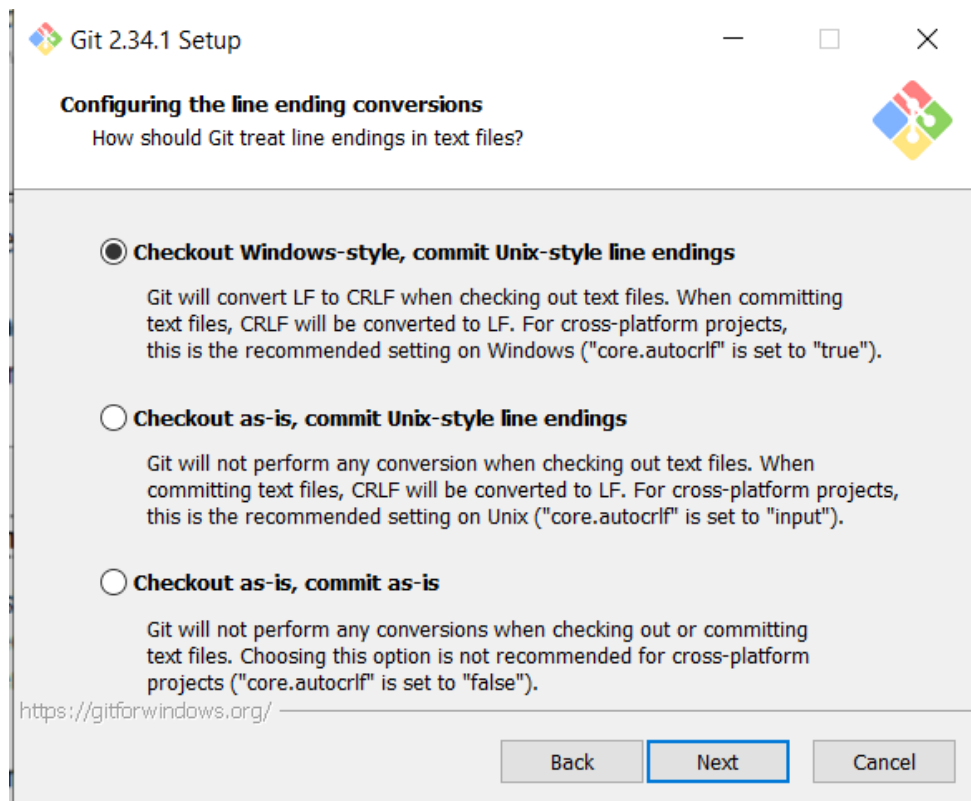 Git 2.34.1 Setup
Configuring the line ending conversions
How should Git treat line endings in text files?
Checkout Windows-style, commit Unix-style line endings
Git will convert LF to CRLF when checking out text files. When committing
text files, CRLF will be converted to LF. For cross-platform projects,
this is the recommended setting on Windows ("core.autocrlf" is set to "true").
Checkout as-is, commit Unix-style line endings
Git will not perform any conversion when checking out text files. When
committing text files, CRLF will be converted to LF. For cross-platform projects,
this is the recommended setting on Unix ("core.autocrlf" is set to "input").
Checkout as-is, commit as-is
Git will not perform any conversions when checking out or committing
text files. Choosing this option is not recommended for cross-platform
projects ("core.autocrlf" is set to "false").
https://gitforwindows.org/
Back Next Cancel